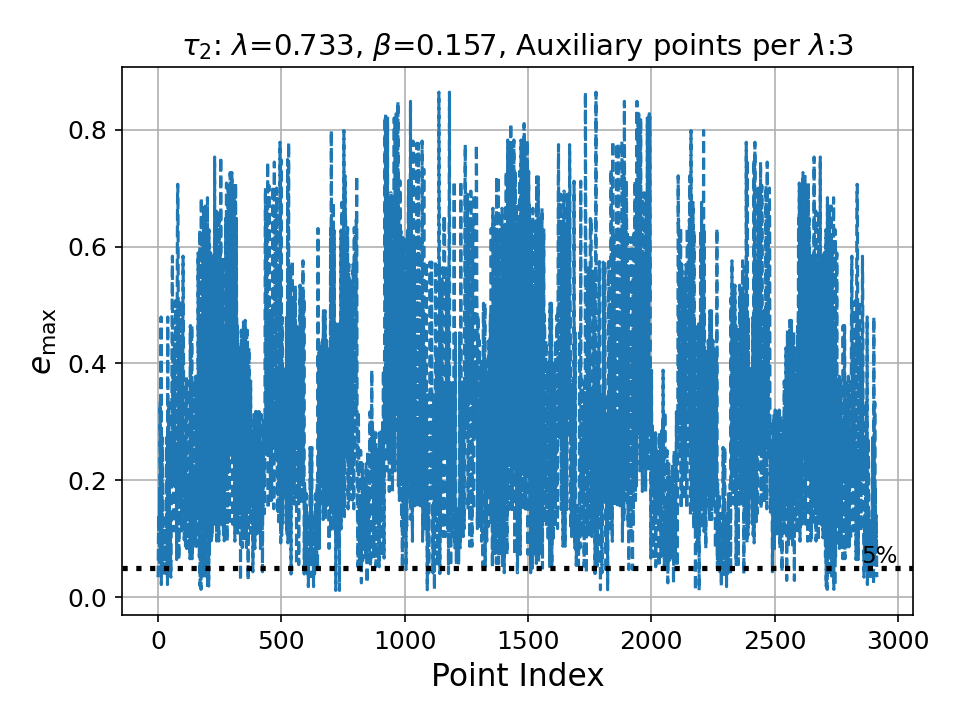 τ₂: λ=0.733, β=0.157, Auxiliary points per λ:3
0.8
0.6
0.4
0.2
0.0
e_max
5%
0 500 1000 1500 2000 2500 3000
Point Index